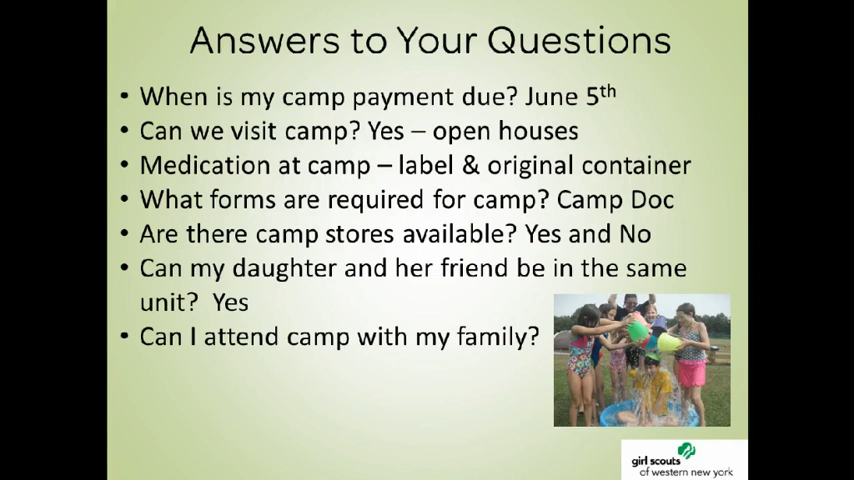 Answers to Your Questions
• When is my camp payment due? June 5th
• Can we visit camp? Yes – open houses
• Medication at camp – label & original container
• What forms are required for camp? Camp Doc
• Are there camp stores available? Yes and No
• Can my daughter and her friend be in the same
unit?  Yes
• Can I attend camp with my family?
girl scouts
of western new york